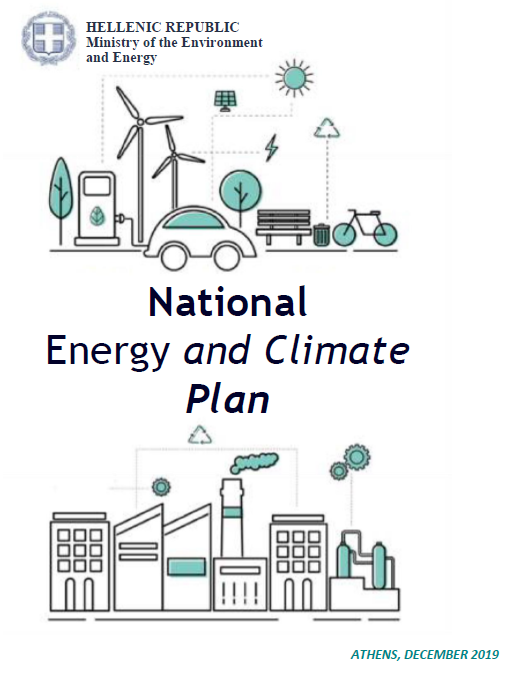 HELLENIC REPUBLIC
Ministry of the Environment
and Energy
National
Energy and Climate
Plan
ATHENS, DECEMBER 2019